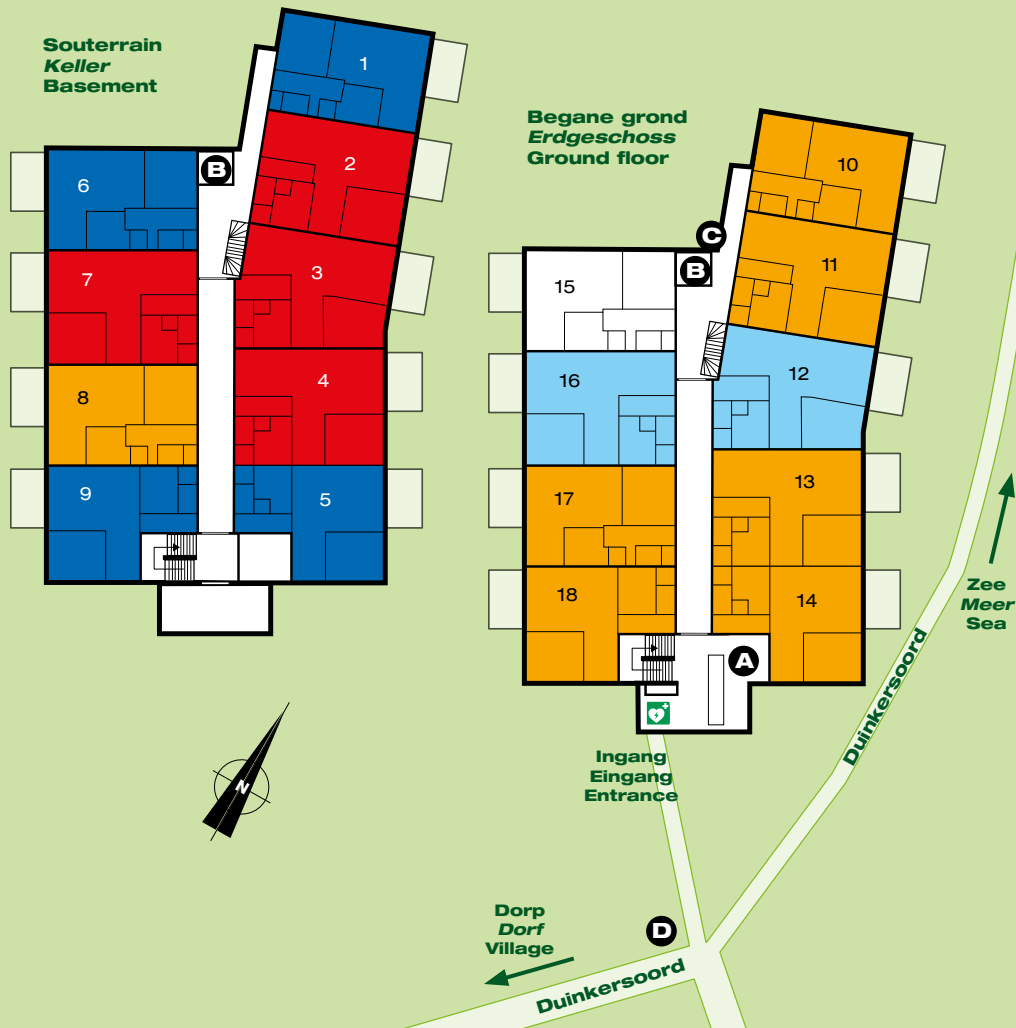 Souterrain
Keller
Basement
1
2
3
4
5
6
7
8
9
B
Begane grond
Erdgeschoss
Ground floor
10
11
12
13
14
15
16
17
18
C
B
A
Ingang
Eingang
Entrance
N
Zee
Meer
Sea
Duinkersoord
Dorp
Dorf
Village
D
Duinkersoord